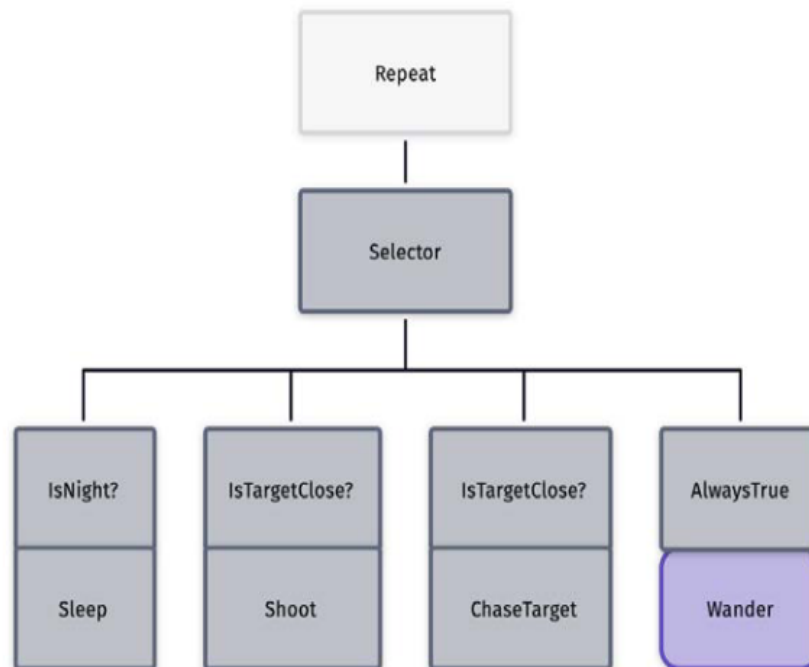 Repeat
Selector
IsNight?
IsTargetClose?
IsTargetClose?
AlwaysTrue
Sleep
Shoot
ChaseTarget
Wander